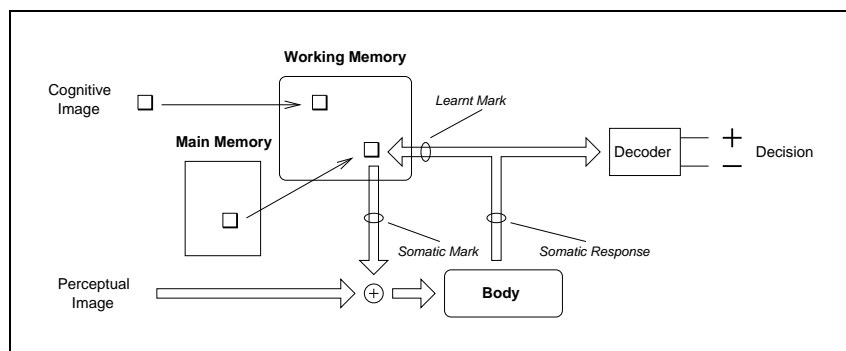 Working Memory
Cognitive
Image
Learnt Mark
Main Memory
Decoder
+
−
Decision
Somatic Mark
Somatic Response
Perceptual
Image
+
Body